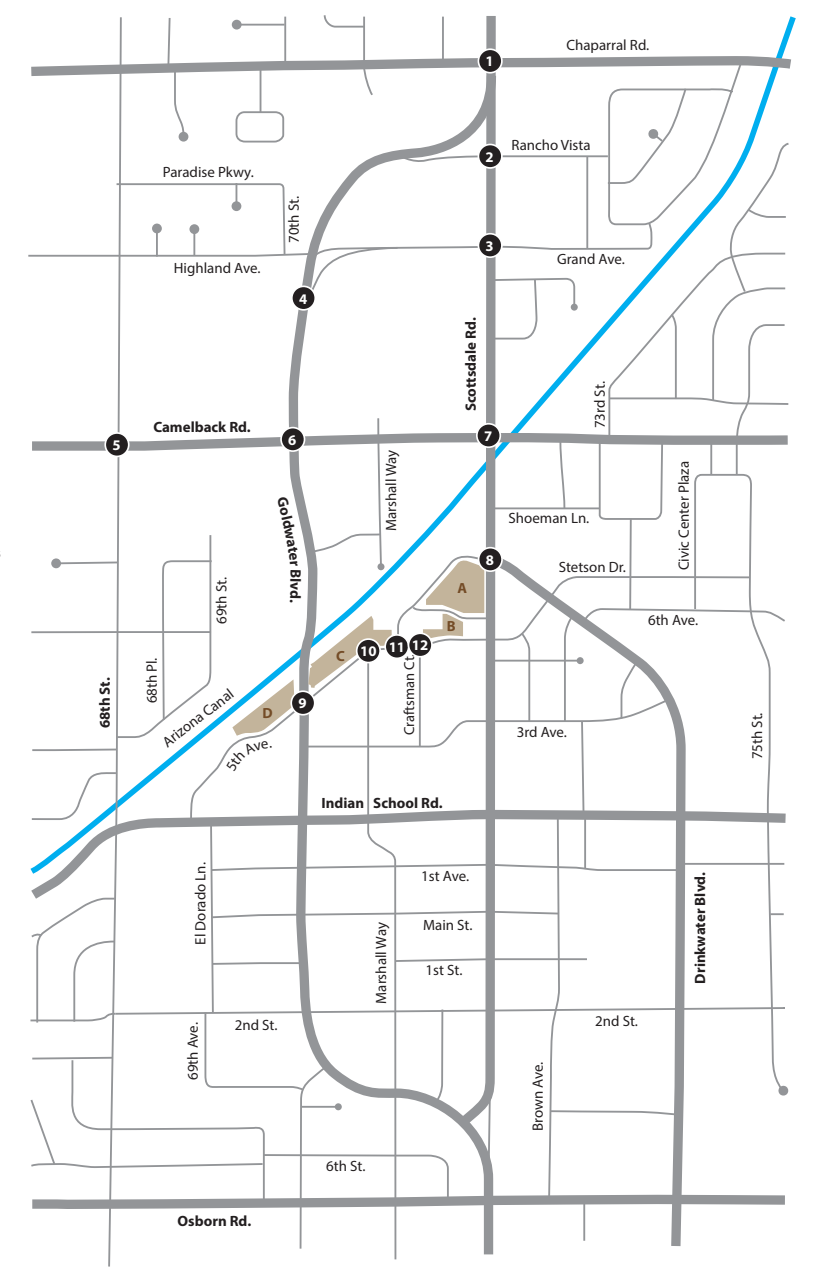 Chaparral Rd.
1
Rancho Vista
2
Paradise Pkwy.
70th St.
3
Grand Ave.
Highland Ave.
4
Scottsdale Rd.
73rd St.
Camelback Rd.
5
6
7
Marshall Way
Goldwater Blvd.
Civic Center Plaza
Shoeman Ln.
8
Stetson Dr.
69th St.
A
B
6th Ave.
C
10
11
12
68th Pl.
68th St.
Arizona Canal
D
9
Craftsman Ct.
5th Ave.
3rd Ave.
75th St.
Indian School Rd.
1st Ave.
El Dorado Ln.
Main St.
Drinkwater Blvd.
Marshall Way
1st St.
2nd St.
2nd St.
69th Ave.
Brown Ave.
6th St.
Osborn Rd.